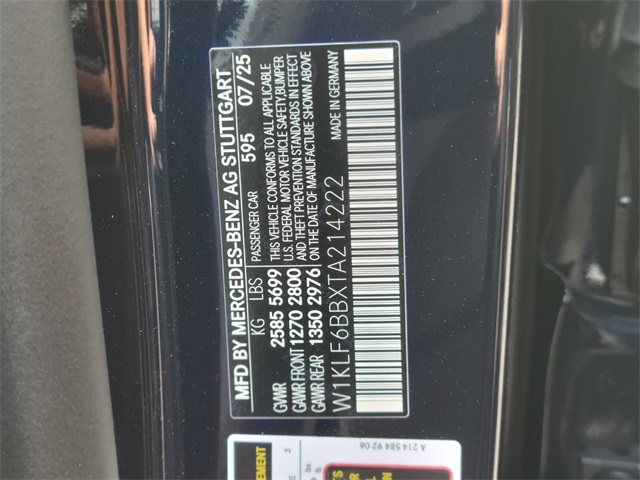 MFD BY MERCEDES-BENZ AG STUTTGART
PASSENGER CAR 595 07/25
KG LBS
GVWR 2585 5699
GAWR FRONT 1270 2800
GAWR REAR 1350 2976
THIS VEHICLE CONFORMS TO ALL APPLICABLE
U.S. FEDERAL MOTOR VEHICLE SAFETY,BUMPER
AND THEFT PREVENTION STANDARDS IN EFFECT
ON THE DATE OF MANUFACTURE SHOWN ABOVE
W1KLF6BBXTA214222
MADE IN GERMANY
A 214 584 92 06